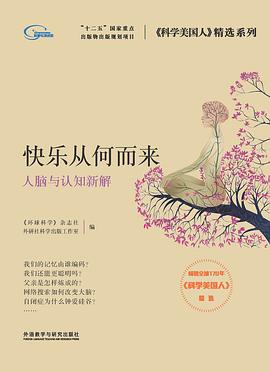 “十二五”国家重点
出版物出版规划项目
《科学美国人》精选系列
快乐从何而来
人脑与认知新解
《环球科学》杂志社
外研社科学出版工作室
编
我们的记忆由谁编码?
我们还能更聪明吗?
父亲是怎样炼成的?
网络搜索如何改变大脑?
自闭症为什么钟爱硅谷?
……
畅销全球170年
《科学美国人》
精选
外语教学与研究出版社
FOREIGN LANGUAGE TEACHING AND RESEARCH PRESS